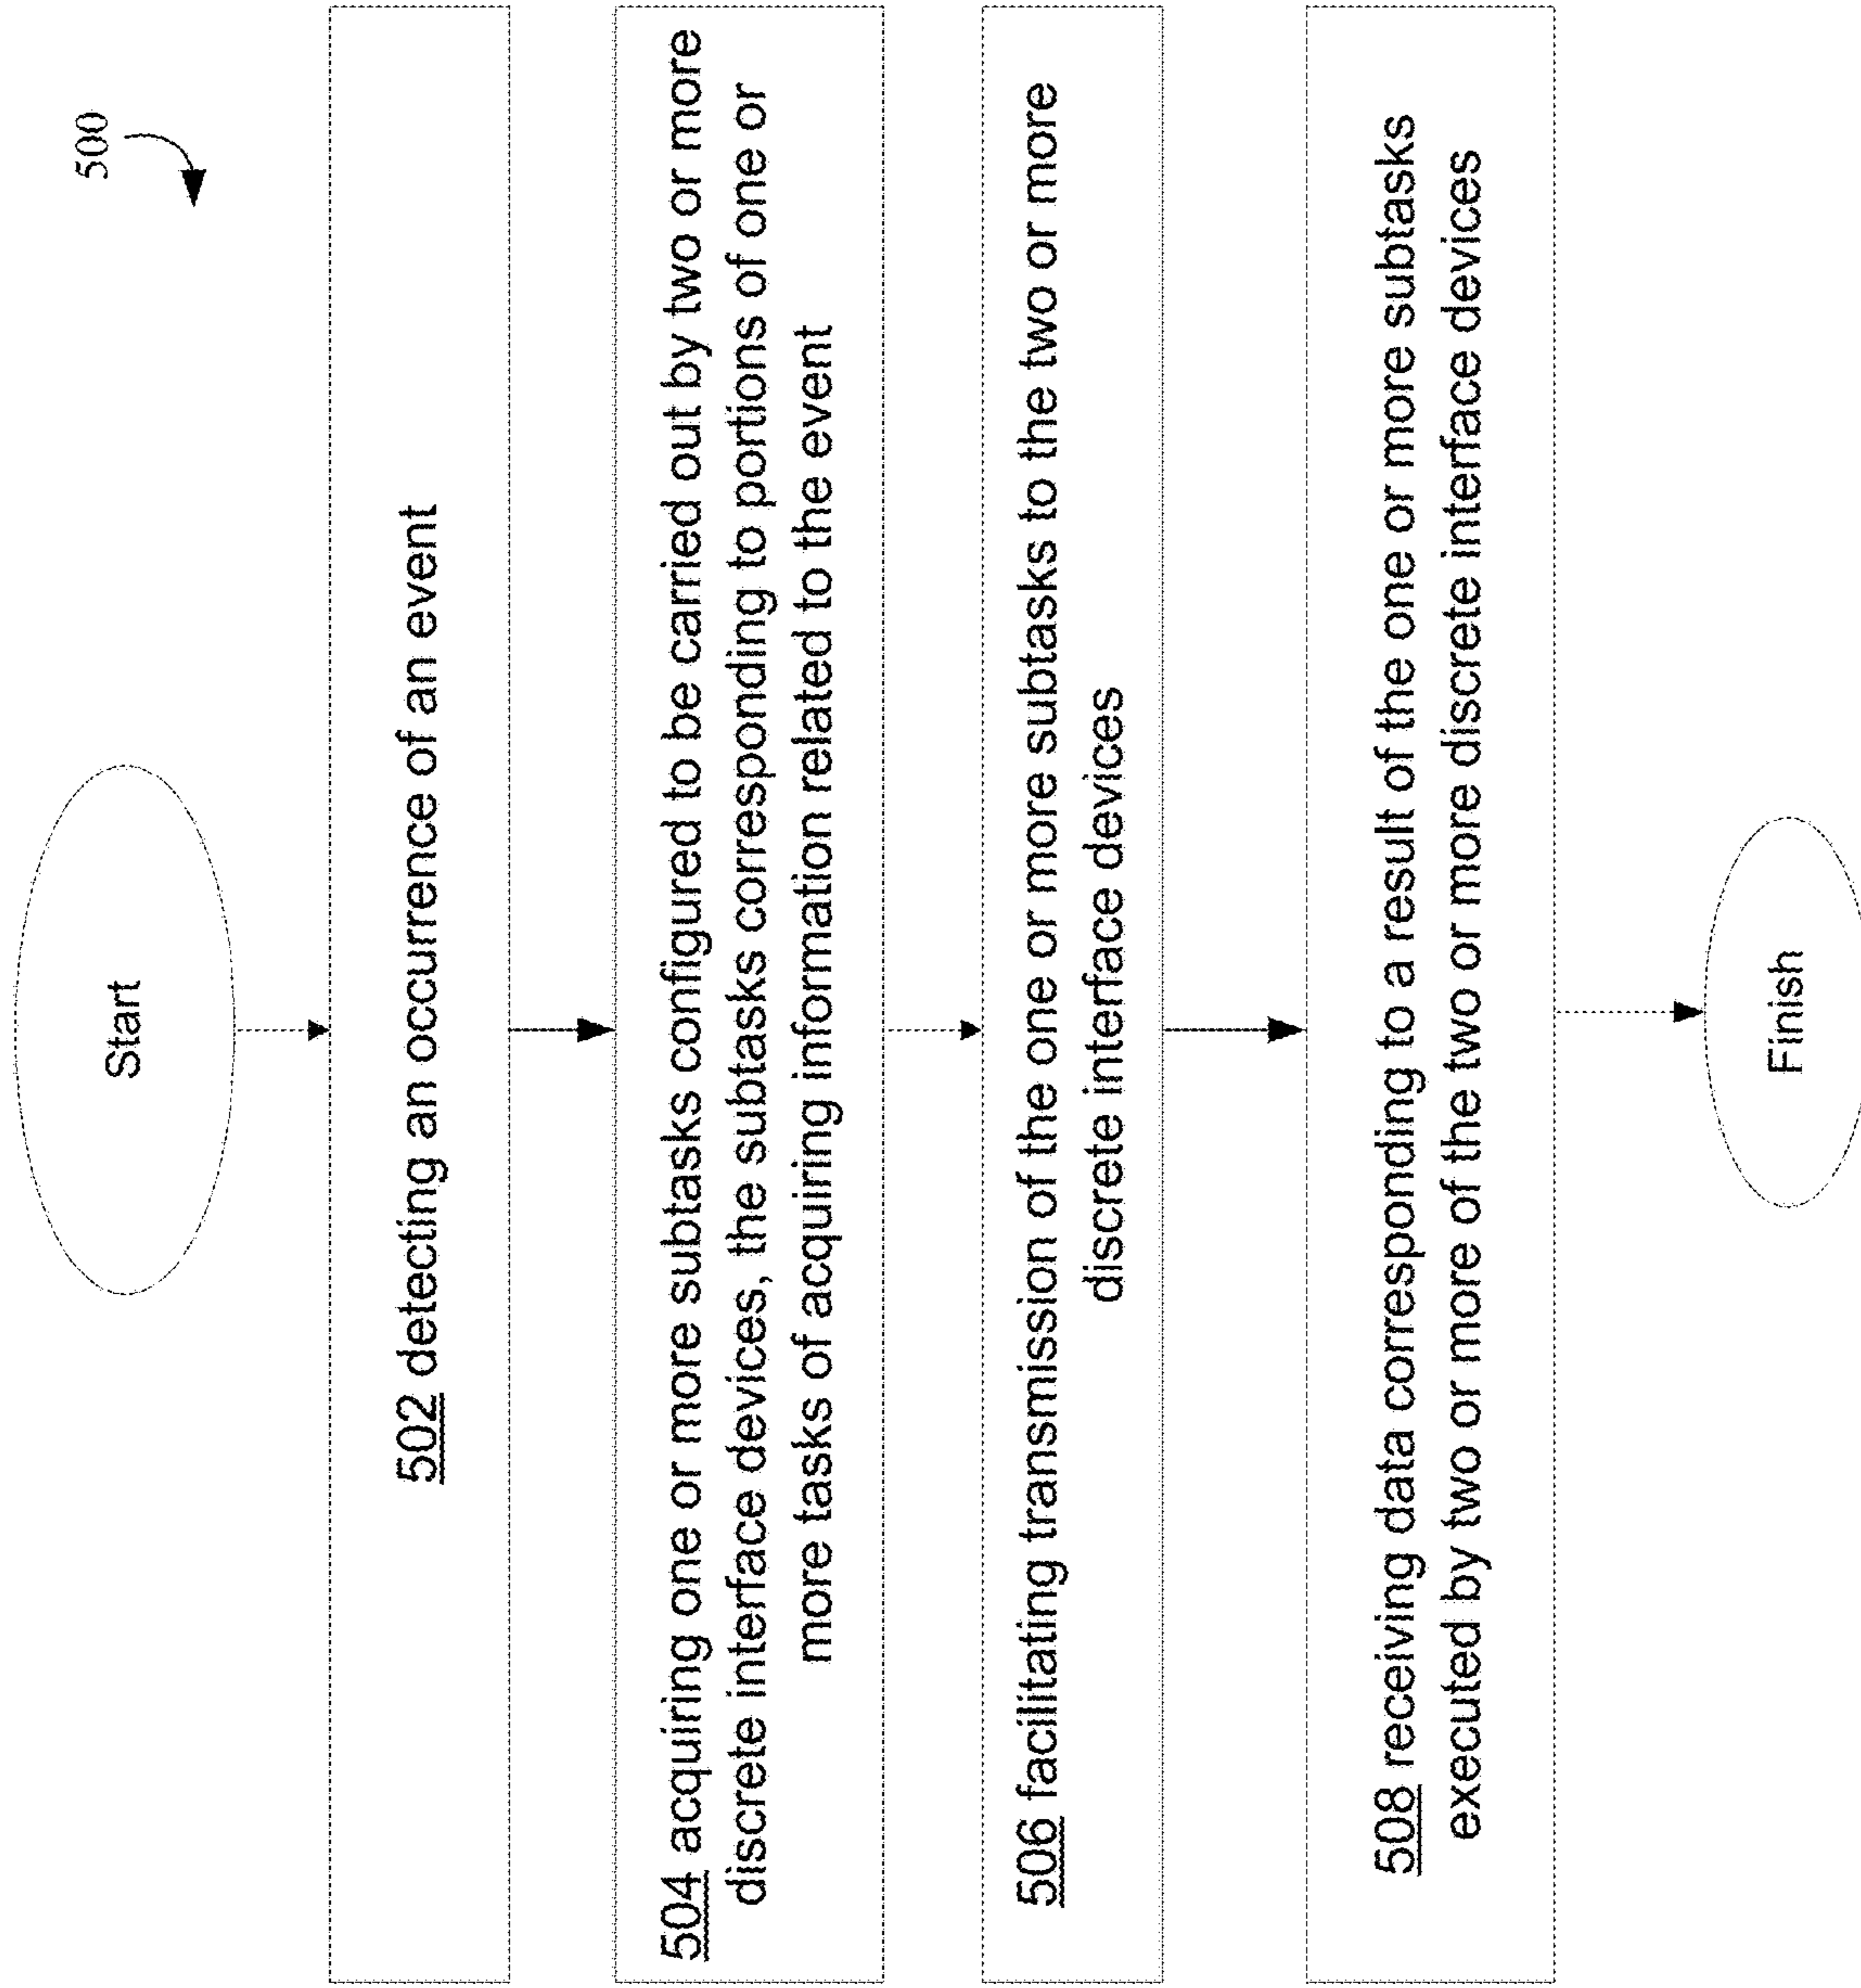 500
Start
502 detecting an occurrence of an event
504 acquiring one or more subtasks configured to be carried out by two or more
discrete interface devices, the subtasks corresponding to portions of one or
more tasks of acquiring information related to the event
506 facilitating transmission of the one or more subtasks to the two or more
discrete interface devices
508 receiving data corresponding to a result of the one or more subtasks
executed by two or more of the two or more discrete interface devices
Finish